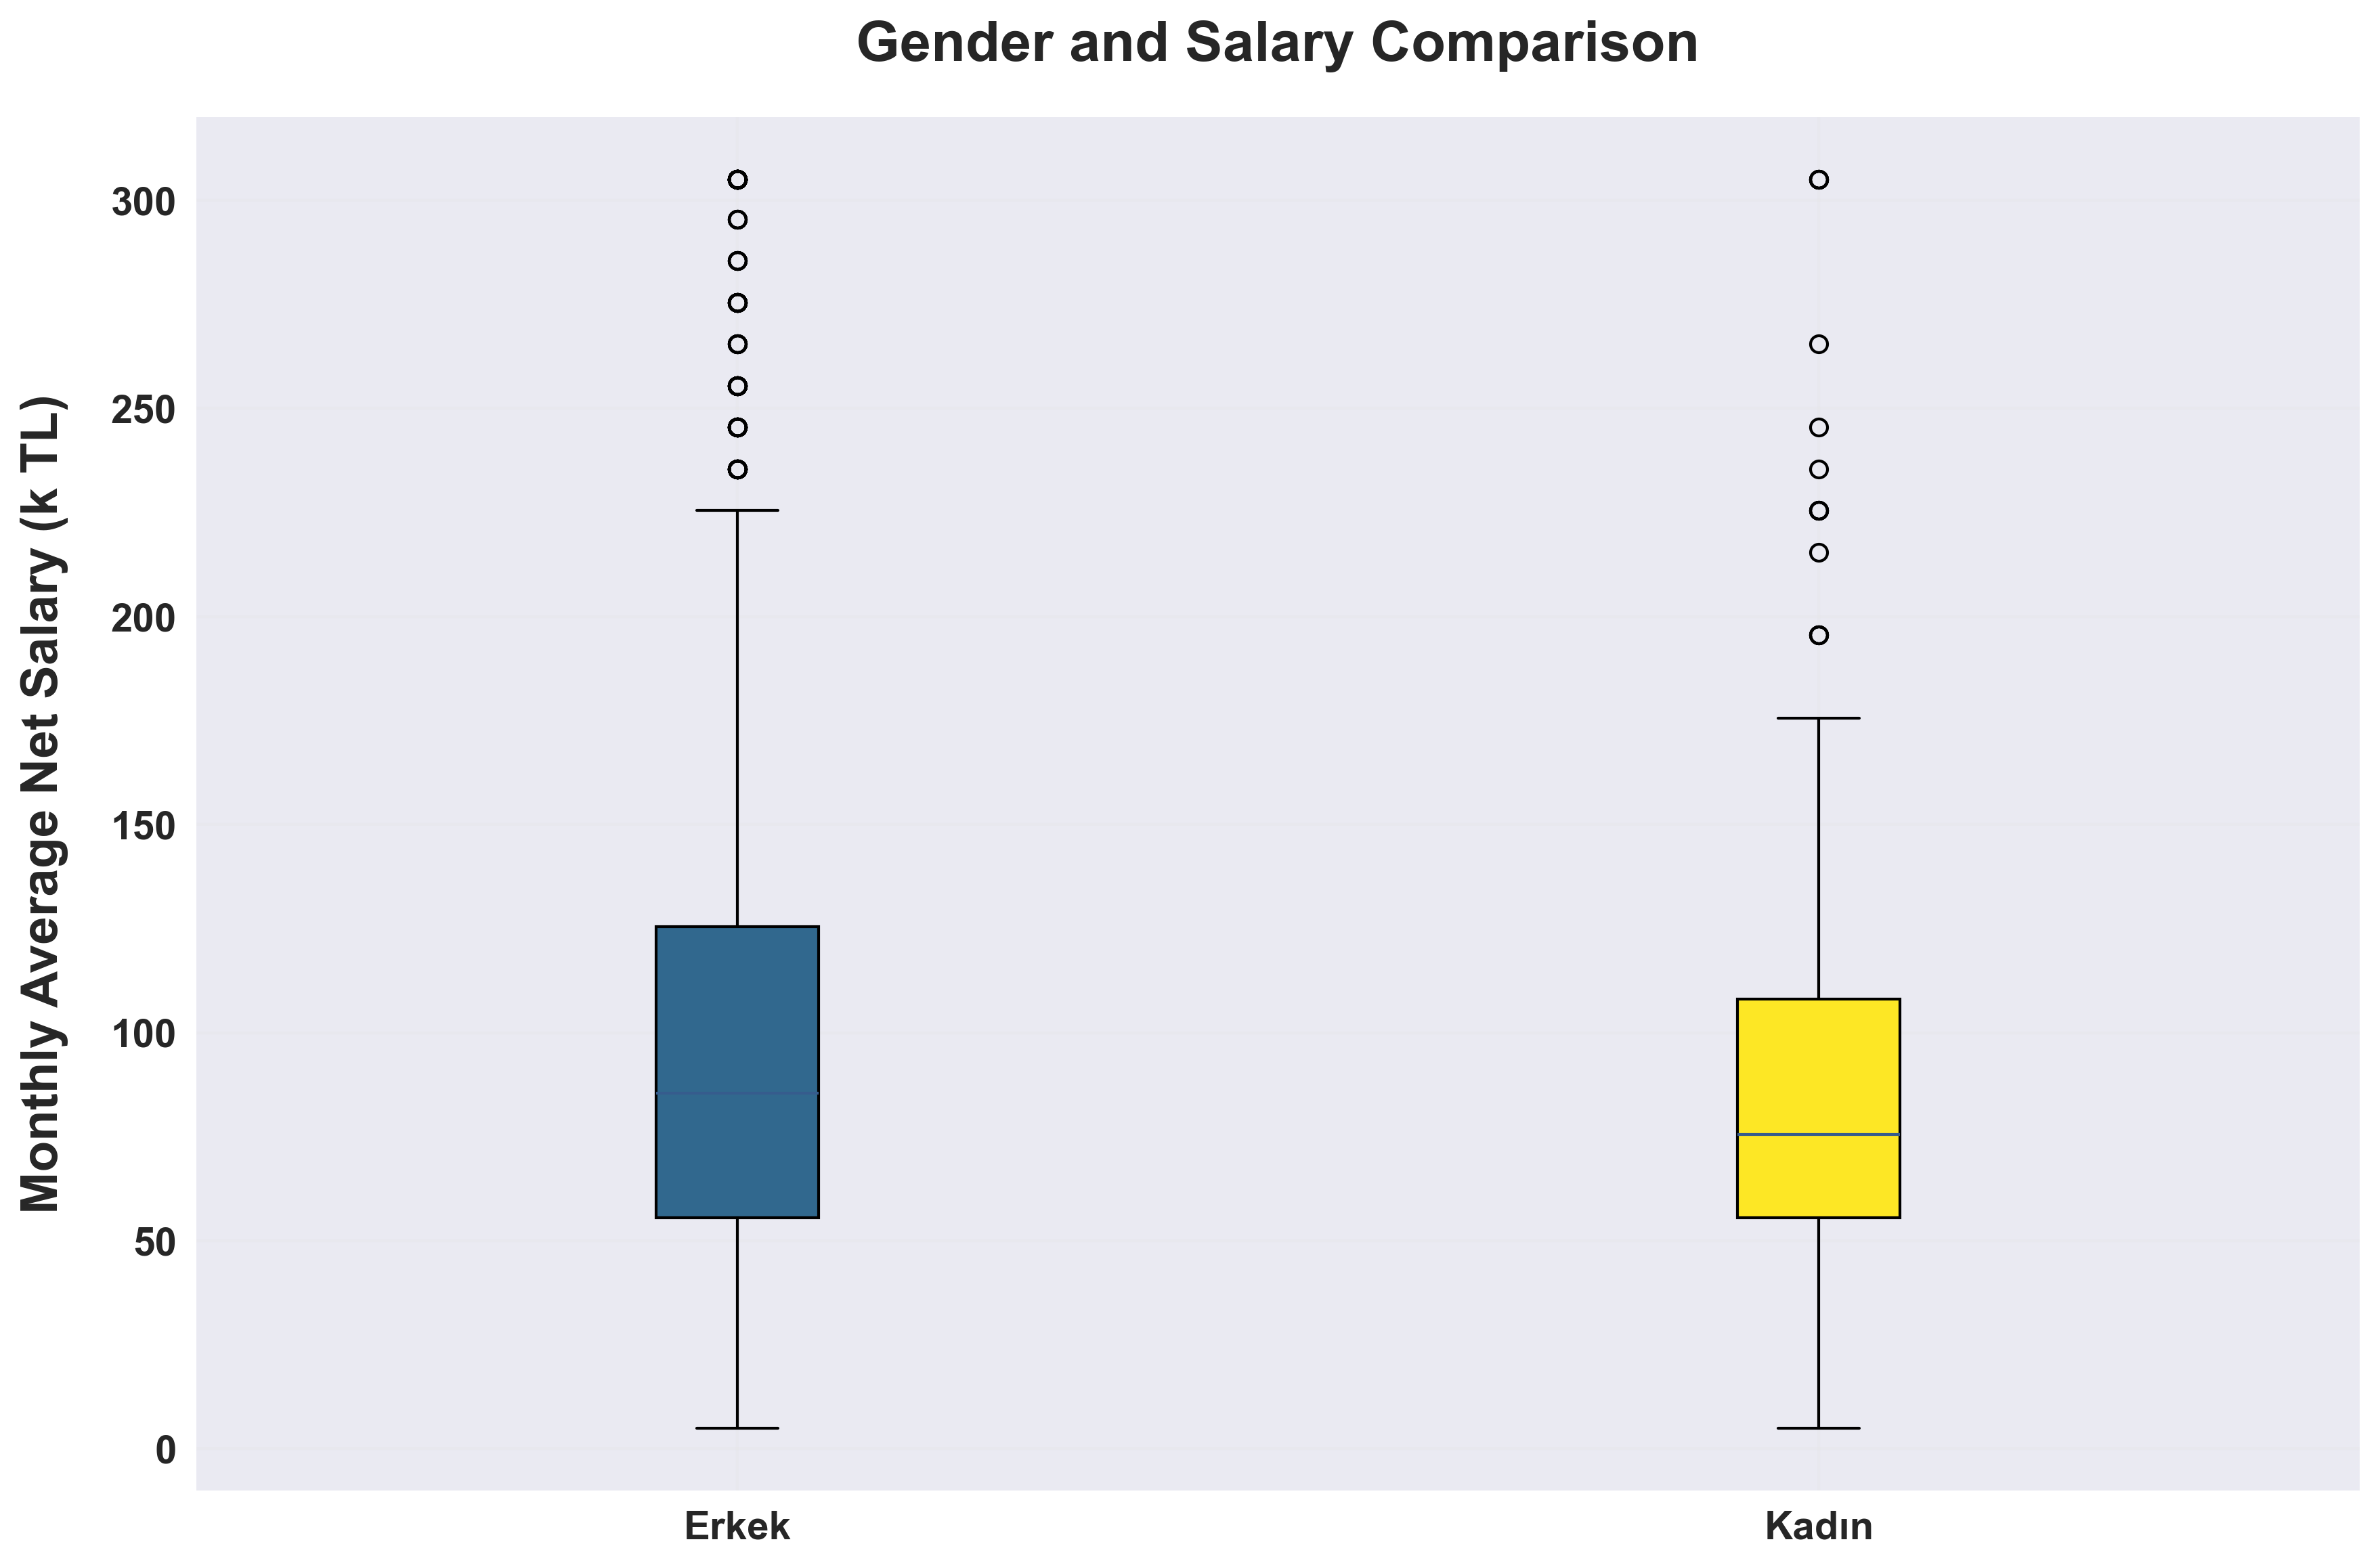 Gender and Salary Comparison
Monthly Average Net Salary (k TL)
300
250
200
150
100
50
0
Erkek
Kadın